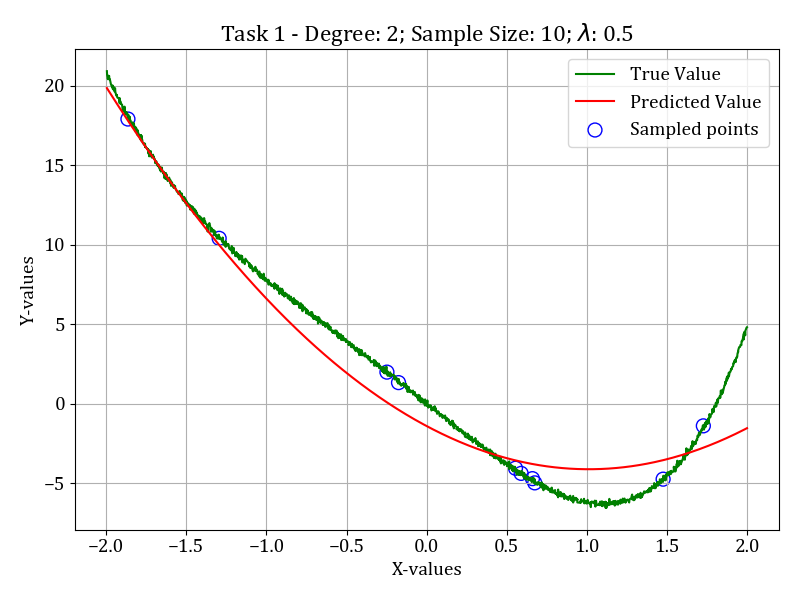 Task 1 - Degree: 2; Sample Size: 10; λ: 0.5
True Value
Predicted Value
Sampled points
Y-values
20
15
10
5
0
−5
−2.0 −1.5 −1.0 −0.5 0.0 0.5 1.0 1.5 2.0
X-values